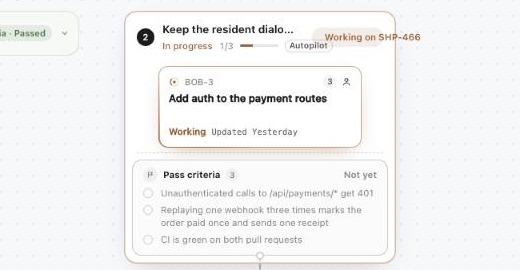 ia · Passed
2
Keep the resident dialo...
In progress 1/3 Autopilot
Working on SHP-466
BOB-3 3
Add auth to the payment routes
Working Updated Yesterday
Pass criteria 3 Not yet
Unauthenticated calls to /api/payments/* get 401
Replaying one webhook three times marks the
order paid once and sends one receipt
CI is green on both pull requests